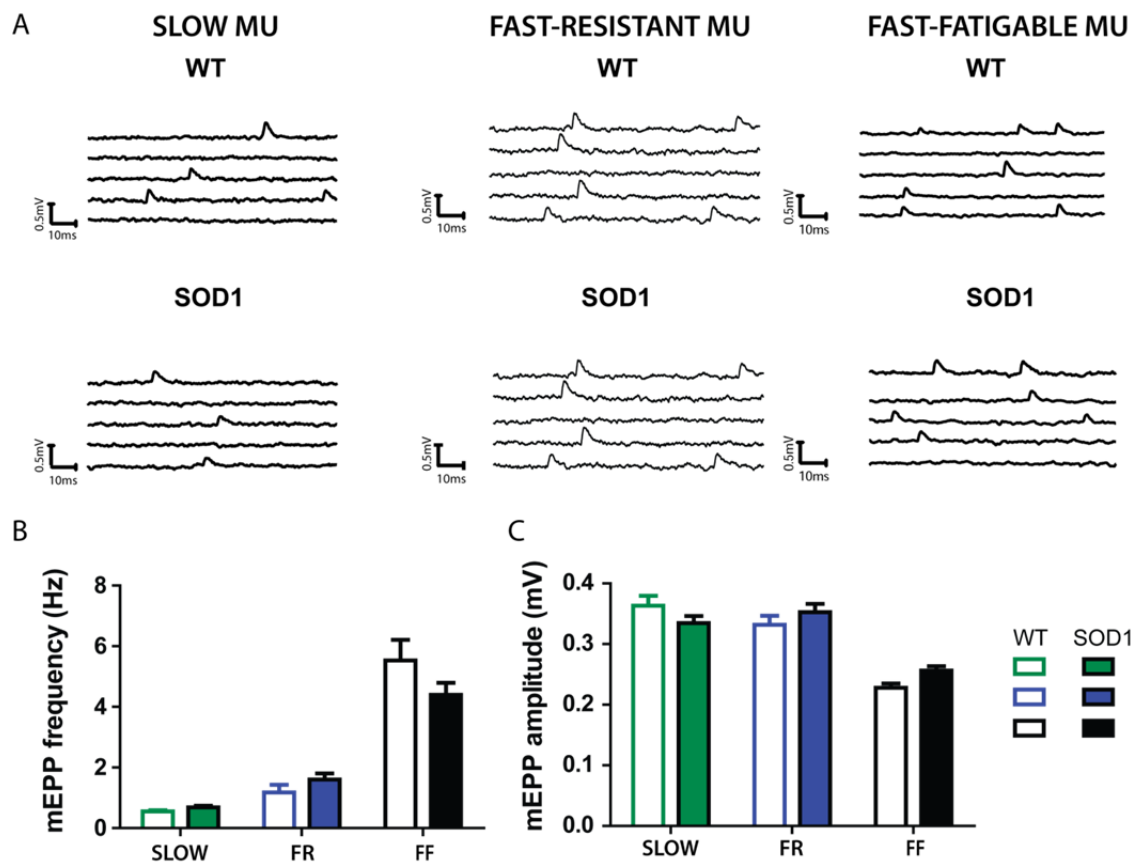 A
SLOW MU
FAST-RESISTANT MU
FAST-FATIGABLE MU
WT
WT
WT
0.5mV
10ms
0.5mV
10ms
0.5mV
10ms
SOD1
SOD1
SOD1
0.5mV
10ms
0.5mV
10ms
0.5mV
10ms
B
mEPP frequency (Hz)
8
6
4
2
0
SLOW
FR
FF
C
mEPP amplitude (mV)
0.4
0.3
0.2
0.1
0.0
SLOW
FR
FF
WT
SOD1